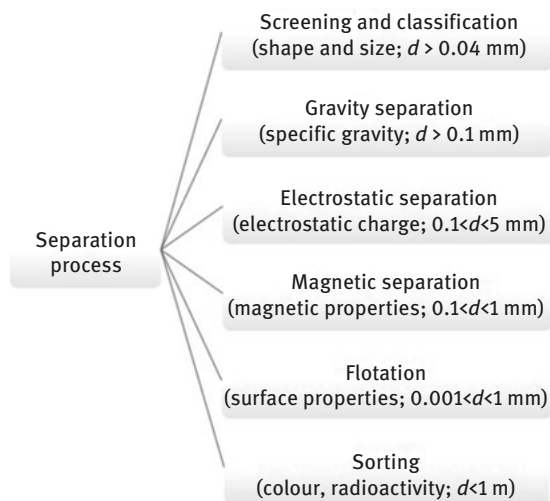 Screening and classification
(shape and size; d > 0.04 mm)
Gravity separation
(specific gravity; d > 0.1 mm)
Electrostatic separation
(electrostatic charge; 0.1<d<5 mm)
Separation
process
Magnetic separation
(magnetic properties; 0.1<d<1 mm)
Flotation
(surface properties; 0.001<d<1 mm)
Sorting
(colour, radioactivity; d<1 m)